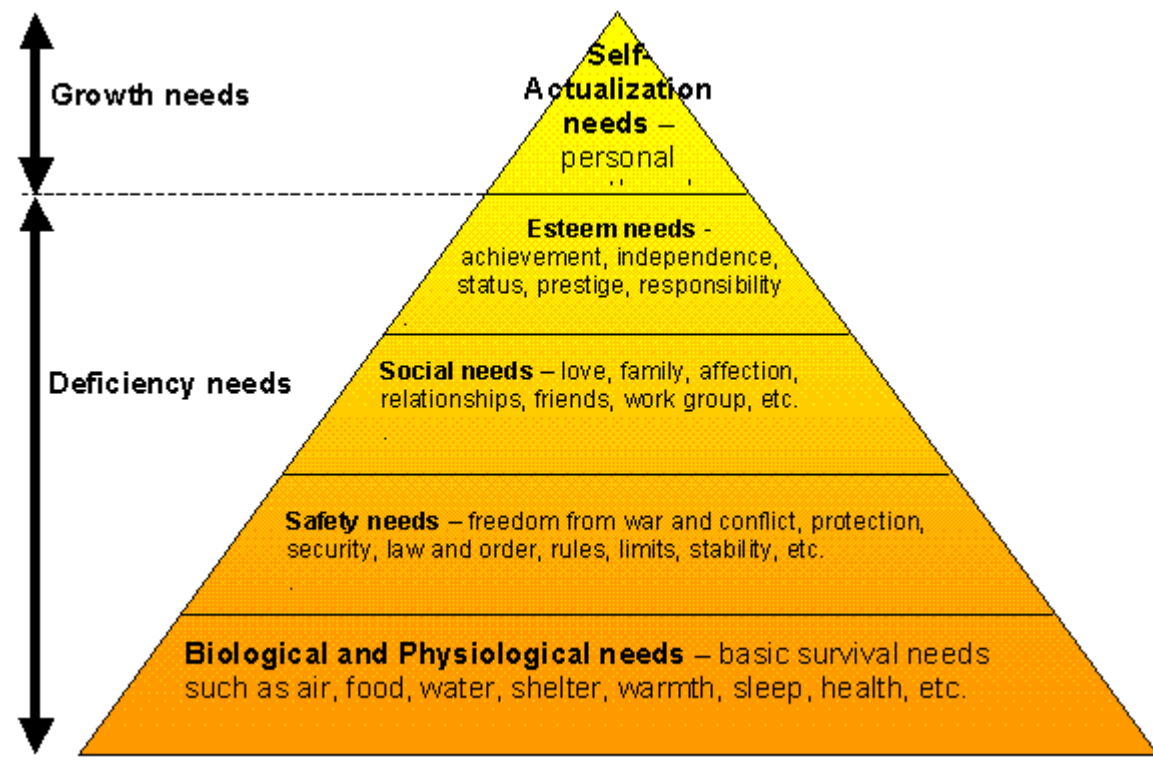 Growth needs
Self-
Actualization
needs –
personal
Esteem needs -
achievement, independence,
status, prestige, responsibility
Deficiency needs
Social needs – love, family, affection,
relationships, friends, work group, etc.
Safety needs – freedom from war and conflict, protection,
security, law and order, rules, limits, stability, etc.
Biological and Physiological needs – basic survival needs
such as air, food, water, shelter, warmth, sleep, health, etc.